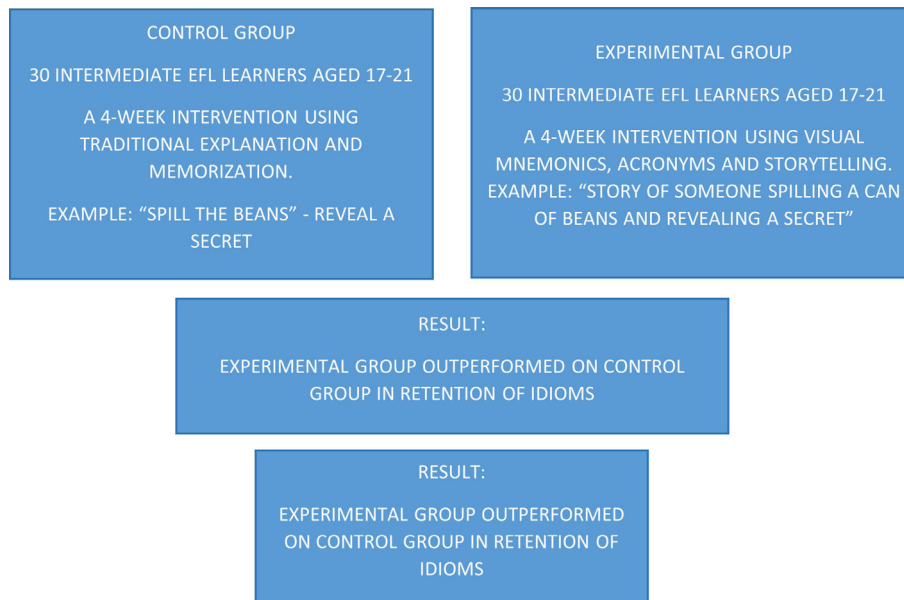 CONTROL GROUP
30 INTERMEDIATE EFL LEARNERS AGED 17-21
A 4-WEEK INTERVENTION USING
TRADITIONAL EXPLANATION AND
MEMORIZATION.
EXAMPLE: “SPILL THE BEANS” - REVEAL A
SECRET
EXPERIMENTAL GROUP
30 INTERMEDIATE EFL LEARNERS AGED 17-21
A 4-WEEK INTERVENTION USING VISUAL
MNEMONICS, ACRONYMS AND STORYTELLING.
EXAMPLE: “STORY OF SOMEONE SPILLING A CAN
OF BEANS AND REVEALING A SECRET”
RESULT:
EXPERIMENTAL GROUP OUTPERFORMED ON CONTROL
GROUP IN RETENTION OF IDIOMS
RESULT:
EXPERIMENTAL GROUP OUTPERFORMED
ON CONTROL GROUP IN RETENTION OF
IDIOMS